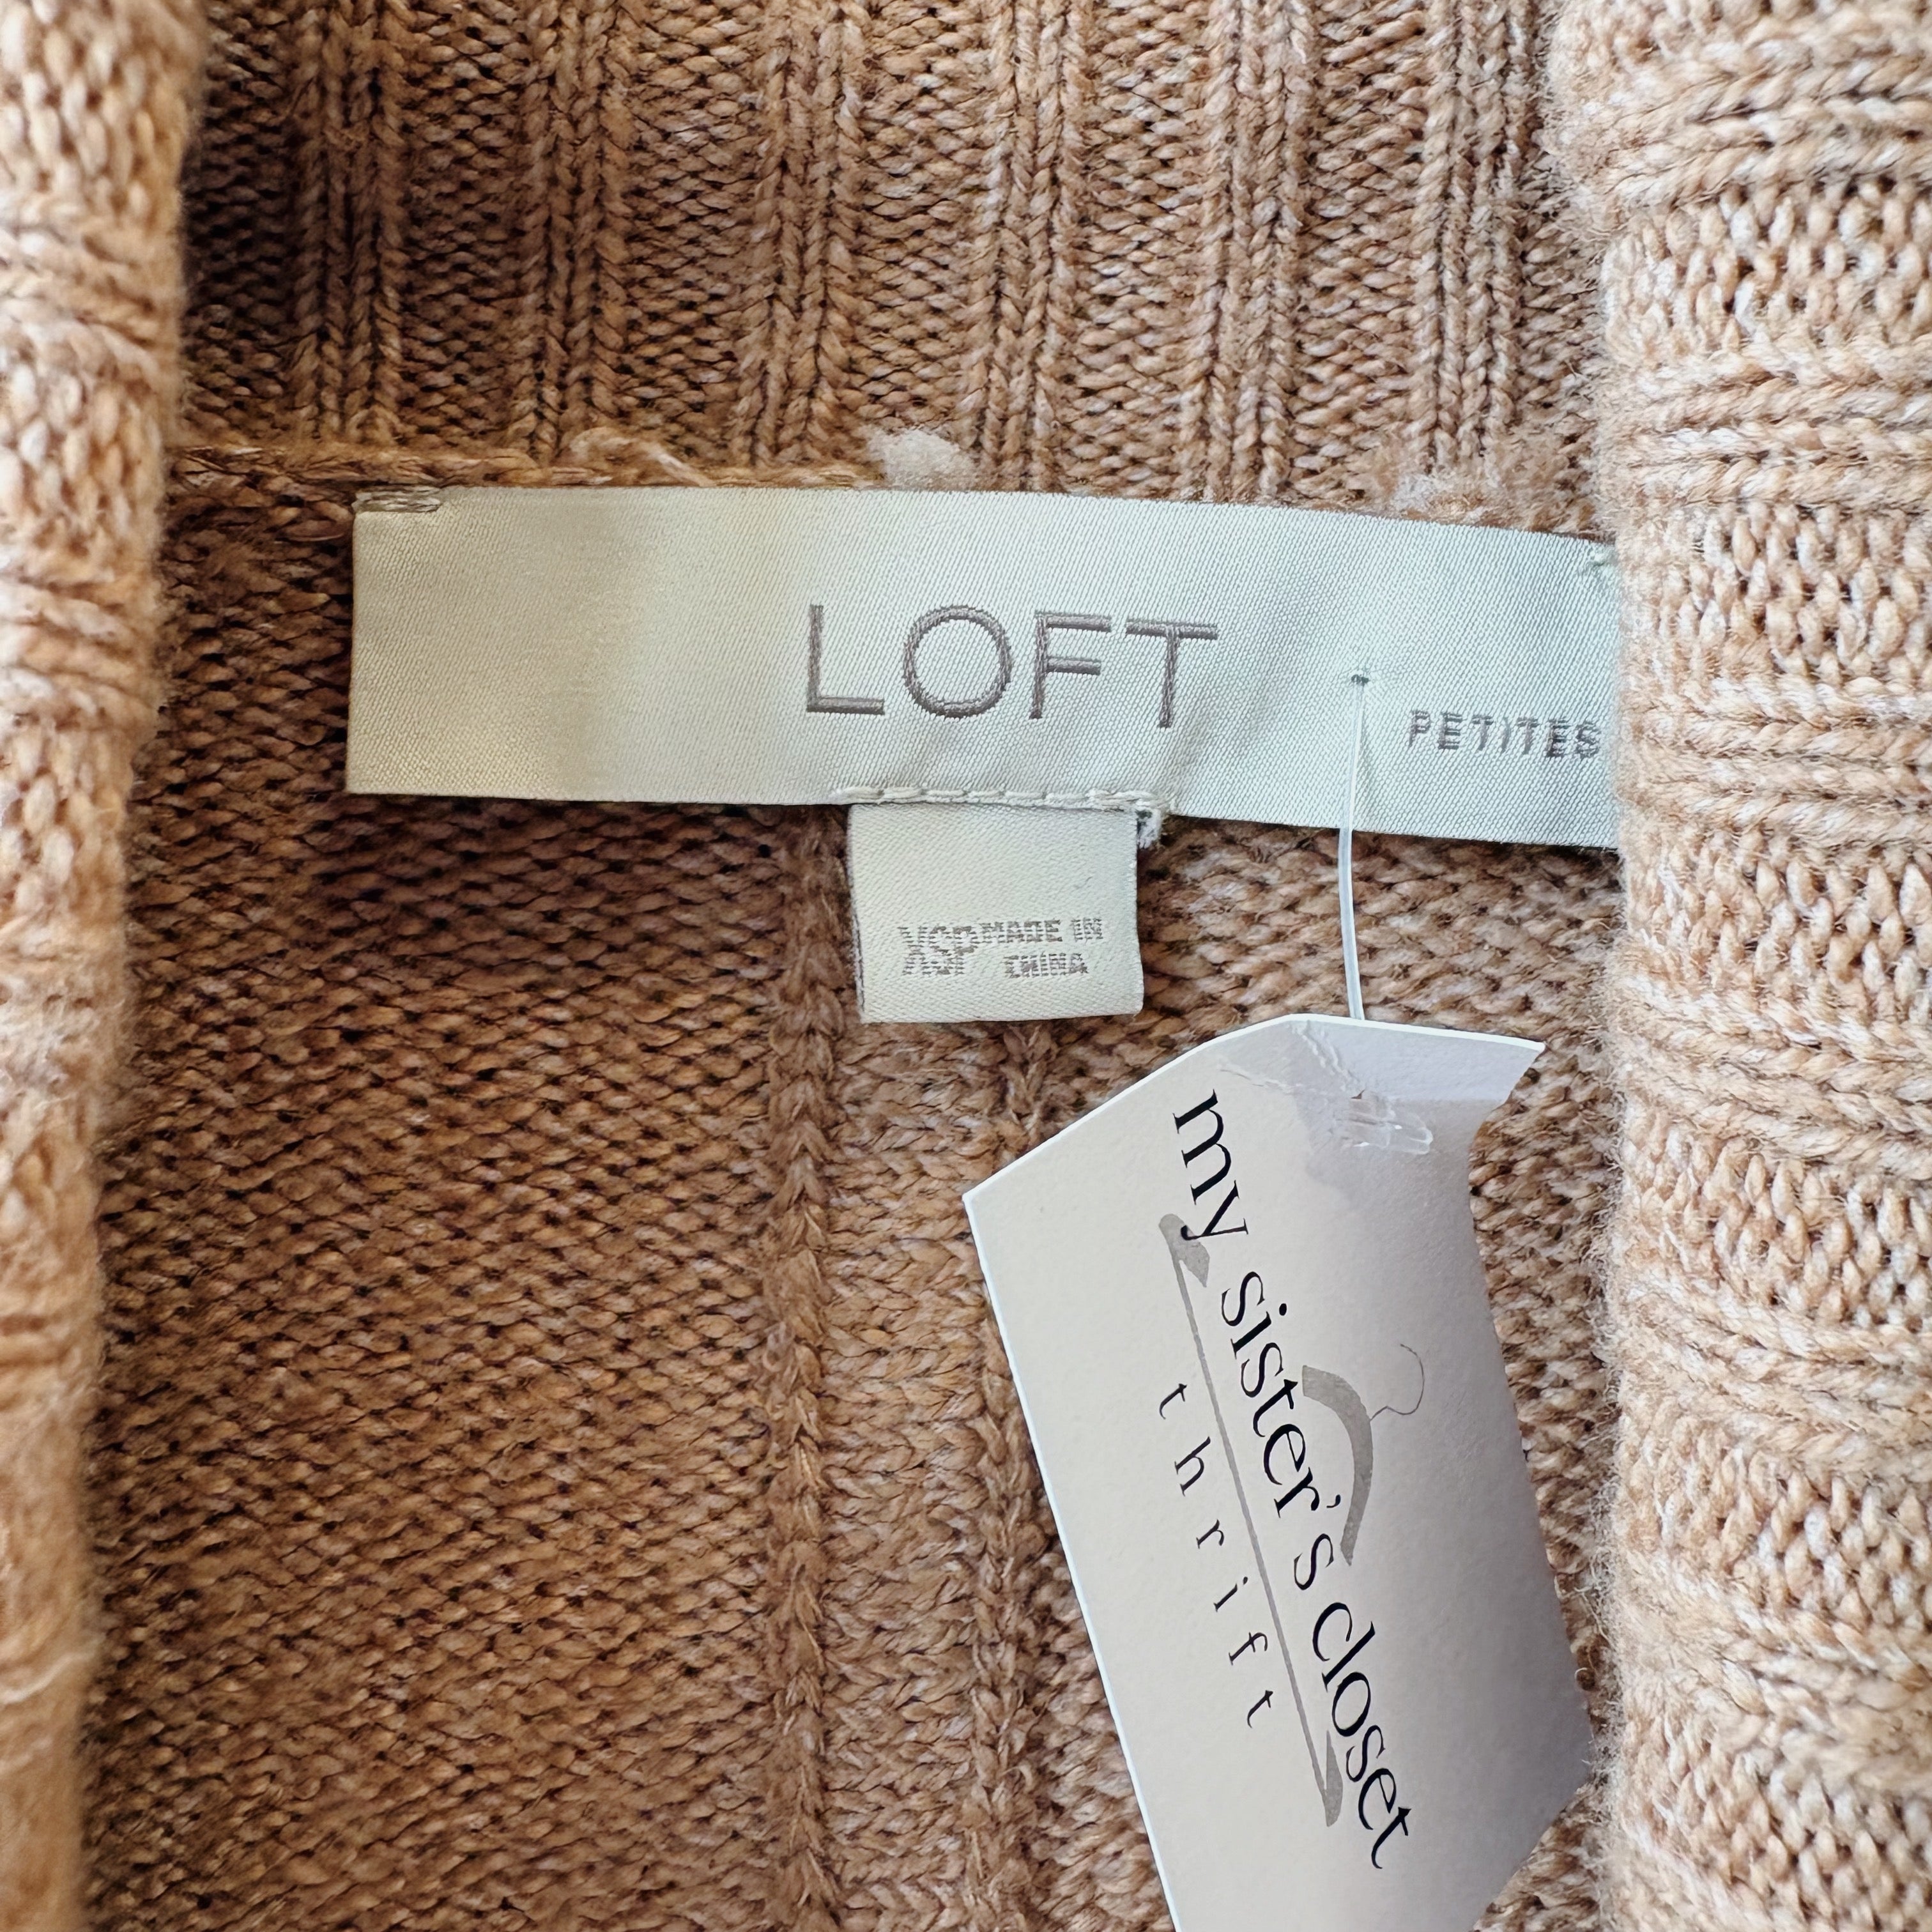 LOFT
PETITES
XSP MADE IN
CHINA
my sister's closet
thrift